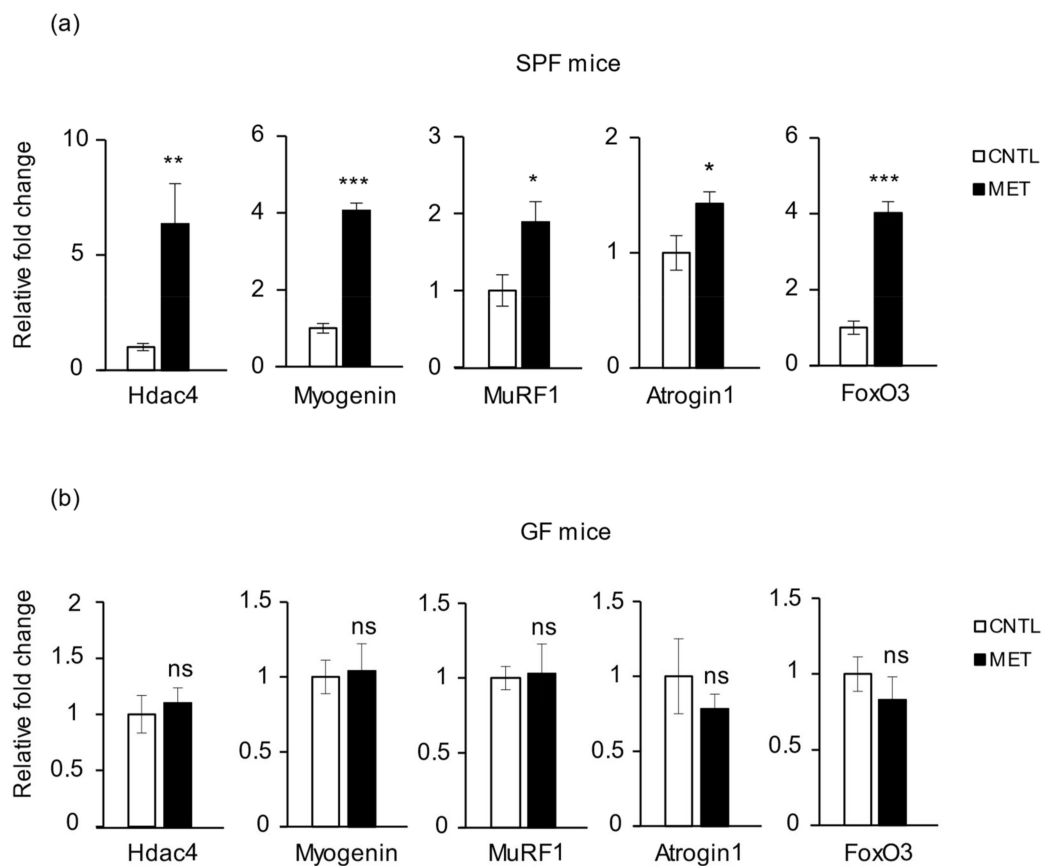 (a)
SPF mice
Relative fold change
10
5
0
**
Hdac4
6
4
2
0
***
Myogenin
3
2
1
0
*
MuRF1
2
1
0
*
Atrogin1
6
4
2
0
***
FoxO3
CNTL
MET
(b)
GF mice
Relative fold change
2
1.5
1
0.5
0
ns
Hdac4
1.5
1
0.5
0
ns
Myogenin
1.5
1
0.5
0
ns
MuRF1
1.5
1
0.5
0
ns
Atrogin1
1.5
1
0.5
0
ns
FoxO3
CNTL
MET